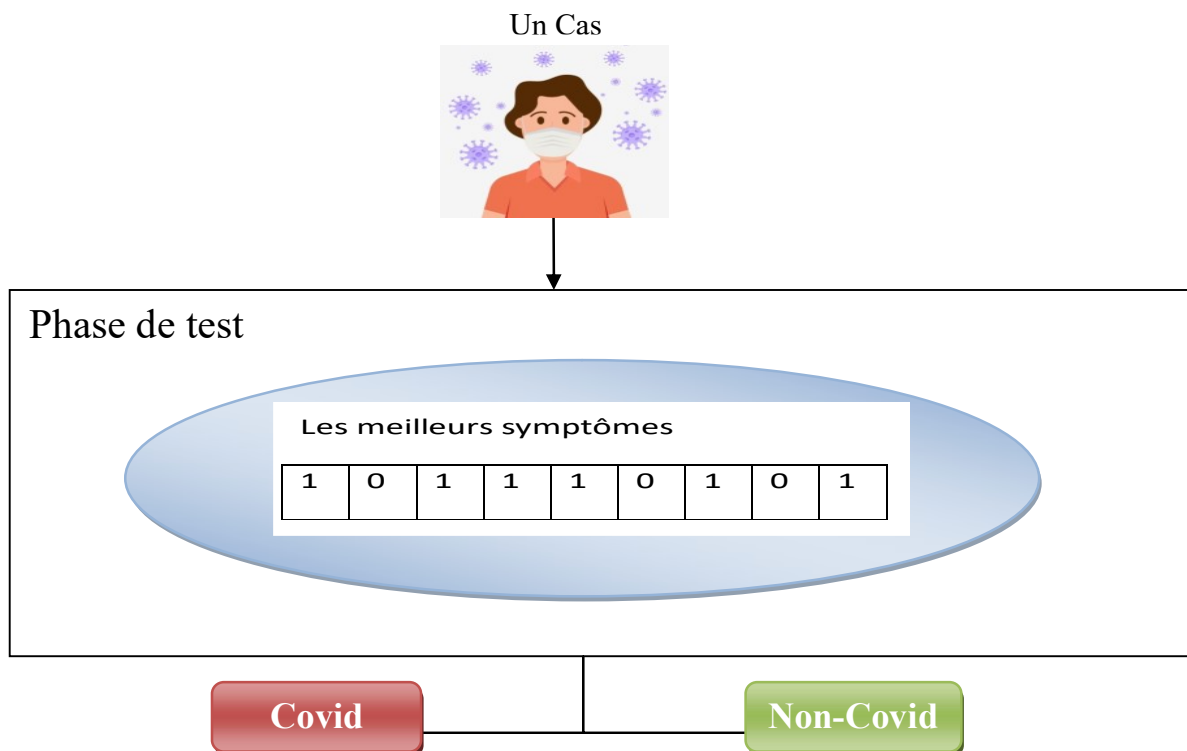 Un Cas
Phase de test
Les meilleurs symptômes
1 0 1 1 1 0 1 0 1
Covid
Non-Covid